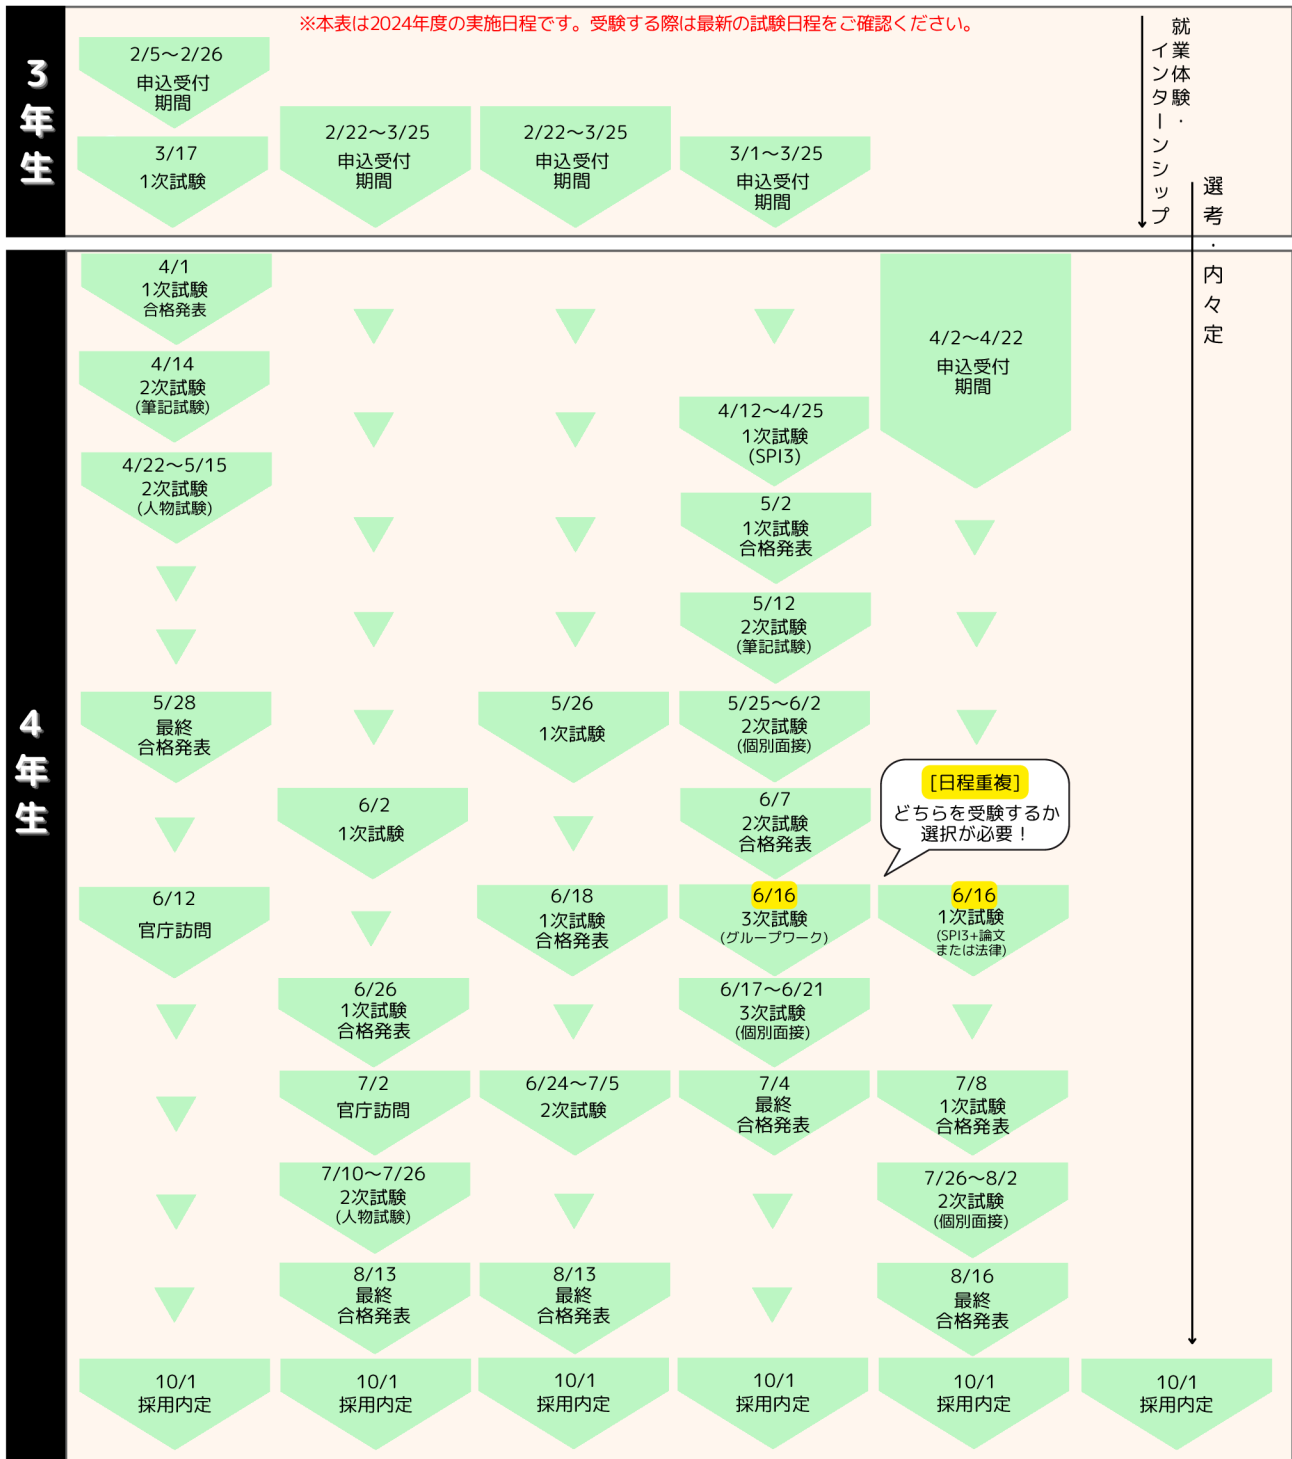 ※本表は2024年度の実施日程です。受験する際は最新の試験日程をご確認ください。
3年生
2/5〜2/26
申込受付
期間
3/17
1次試験
2/22〜3/25
申込受付
期間
2/22〜3/25
申込受付
期間
3/1〜3/25
申込受付
期間
就業体験・
インターンシップ
選考・内々定
4年生
4/1
1次試験
合格発表
4/14
2次試験
(筆記試験)
4/22〜5/15
2次試験
(人物試験)
5/28
最終
合格発表
6/12
官庁訪問
10/1
採用内定
6/2
1次試験
6/26
1次試験
合格発表
7/2
官庁訪問
7/10〜7/26
2次試験
(人物試験)
8/13
最終
合格発表
10/1
採用内定
5/26
1次試験
6/18
1次試験
合格発表
6/24〜7/5
2次試験
8/13
最終
合格発表
10/1
採用内定
4/12〜4/25
1次試験
(SPI3)
5/2
1次試験
合格発表
5/12
2次試験
(筆記試験)
5/25〜6/2
2次試験
(個別面接)
6/7
2次試験
合格発表
6/16
3次試験
(グループワーク)
6/17〜6/21
3次試験
(個別面接)
7/4
最終
合格発表
10/1
採用内定
4/2〜4/22
申込受付
期間
[日程重複]
どちらを受験するか
選択が必要！
6/16
1次試験
(SPI3+論文
または法律)
7/8
1次試験
合格発表
7/26〜8/2
2次試験
(個別面接)
8/16
最終
合格発表
10/1
採用内定
10/1
採用内定